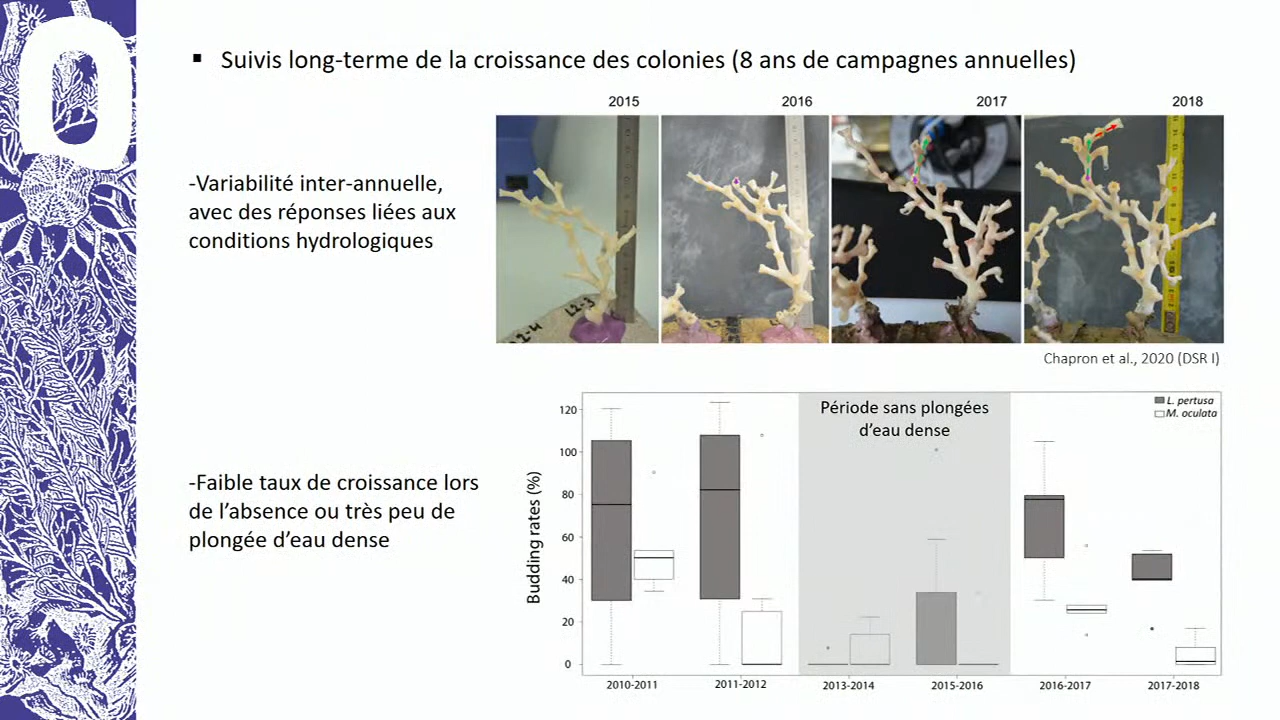 ▪ Suivis long-terme de la croissance des colonies (8 ans de campagnes annuelles)
2015 2016 2017 2018
-Variabilité inter-annuelle,
avec des réponses liées aux
conditions hydrologiques
Chapron et al., 2020 (DSR I)
-Faible taux de croissance lors
de l'absence ou très peu de
plongée d'eau dense
Période sans plongées
d'eau dense
L. pertusa
M. oculata
Budding rates (%)
120
100
80
60
40
20
0
2010-2011 2011-2012 2013-2014 2015-2016 2016-2017 2017-2018